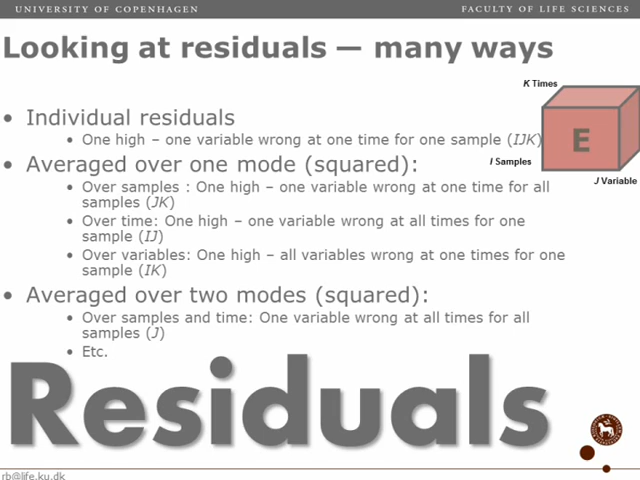 UNIVERSITY OF COPENHAGEN
FACULTY OF LIFE SCIENCES
Looking at residuals — many ways
K Times
• Individual residuals
• One high – one variable wrong at one time for one sample (IJK)
E
I Samples
J Variable
• Averaged over one mode (squared):
• Over samples : One high – one variable wrong at one time for all
samples (JK)
• Over time: One high – one variable wrong at all times for one
sample (IJ)
• Over variables: One high – all variables wrong at one times for one
sample (IK)
• Averaged over two modes (squared):
• Over samples and time: One variable wrong at all times for all
samples (J)
• Etc.
Residuals
rb@life.ku.dk